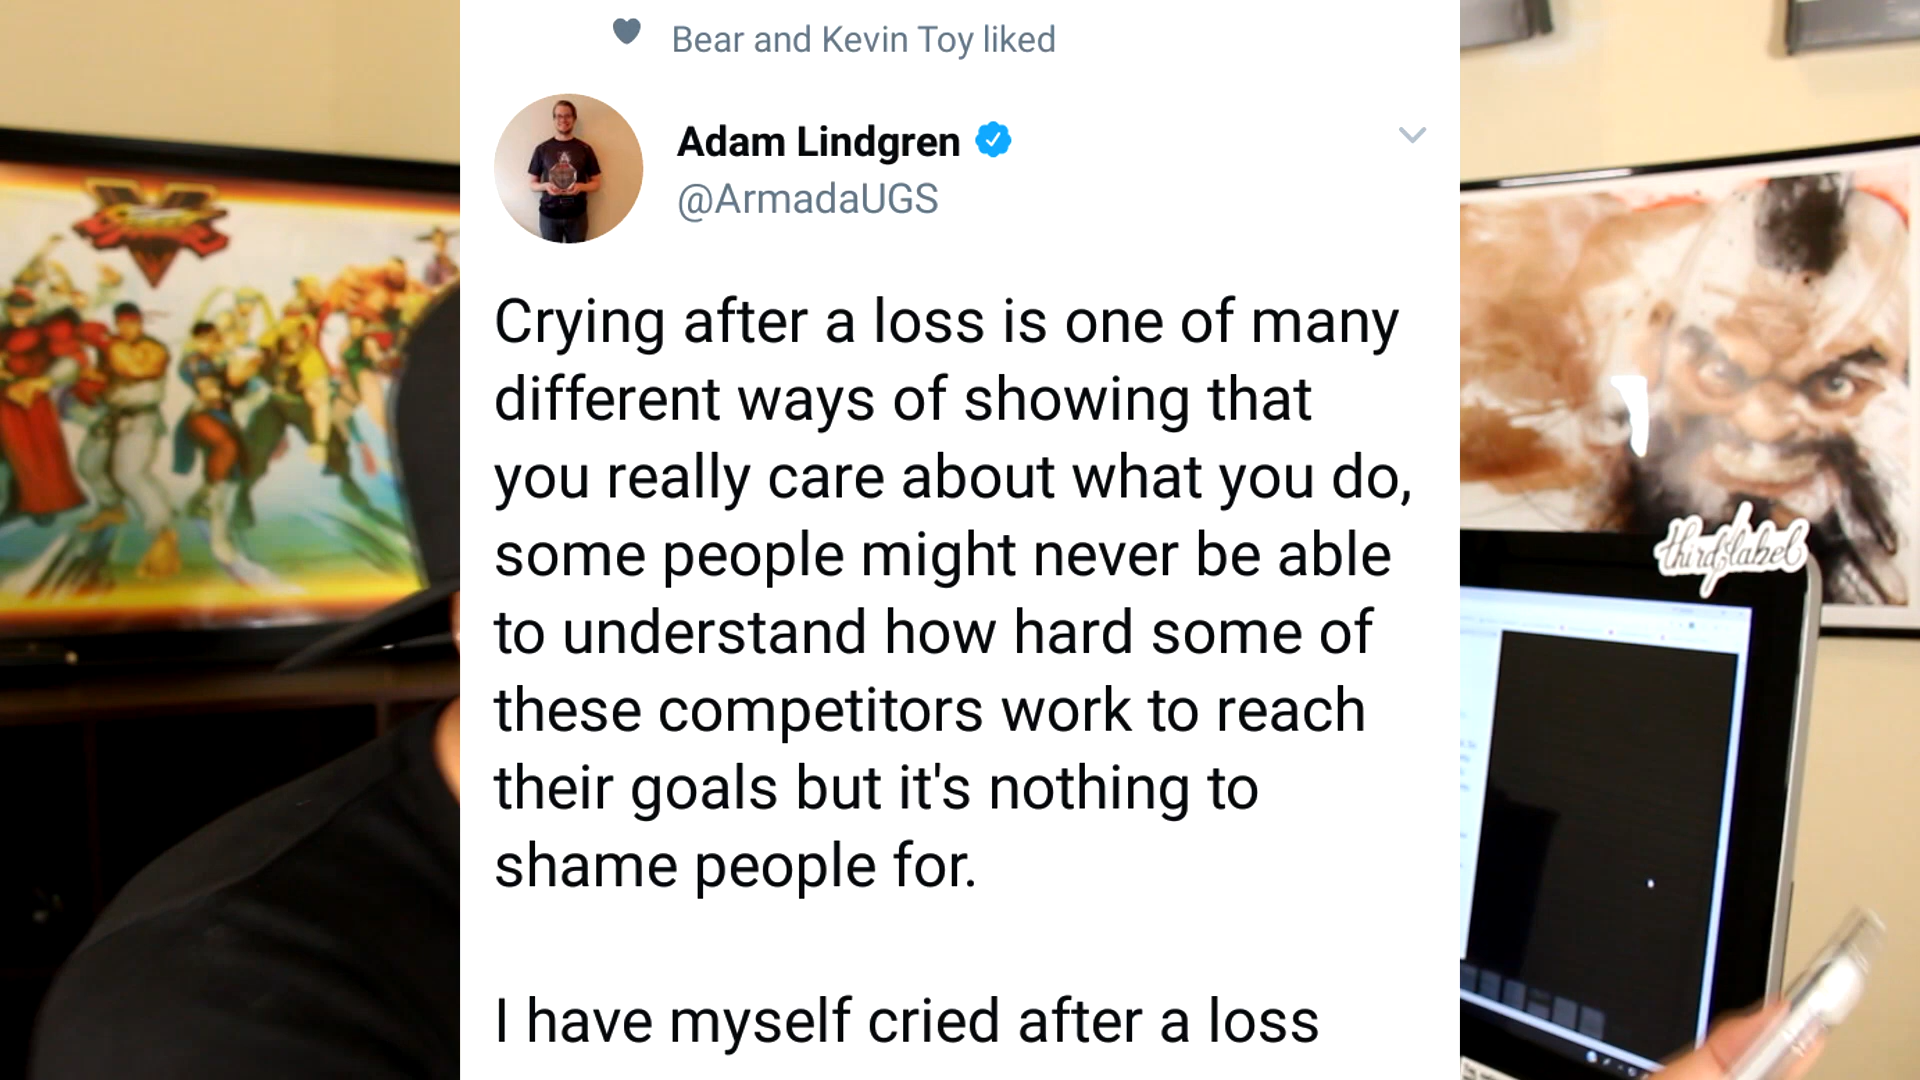 Bear and Kevin Toy liked
Adam Lindgren
@ArmadaUGS
Crying after a loss is one of many
different ways of showing that
you really care about what you do,
some people might never be able
to understand how hard some of
these competitors work to reach
their goals but it's nothing to
shame people for.
I have myself cried after a loss
V
thirdslabel